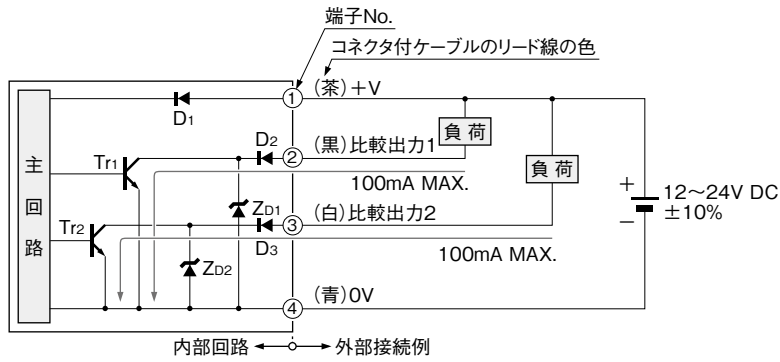 端子No.
コネクタ付ケーブルのリード線の色
① (茶)+V
D1
D2
② (黒)比較出力1
負荷
負荷
主回路
Tr1
100mA MAX.
12~24V DC
±10%
+
−
ZD1
③ (白)比較出力2
Tr2
D3
100mA MAX.
ZD2
④ (青)0V
内部回路
外部接続例